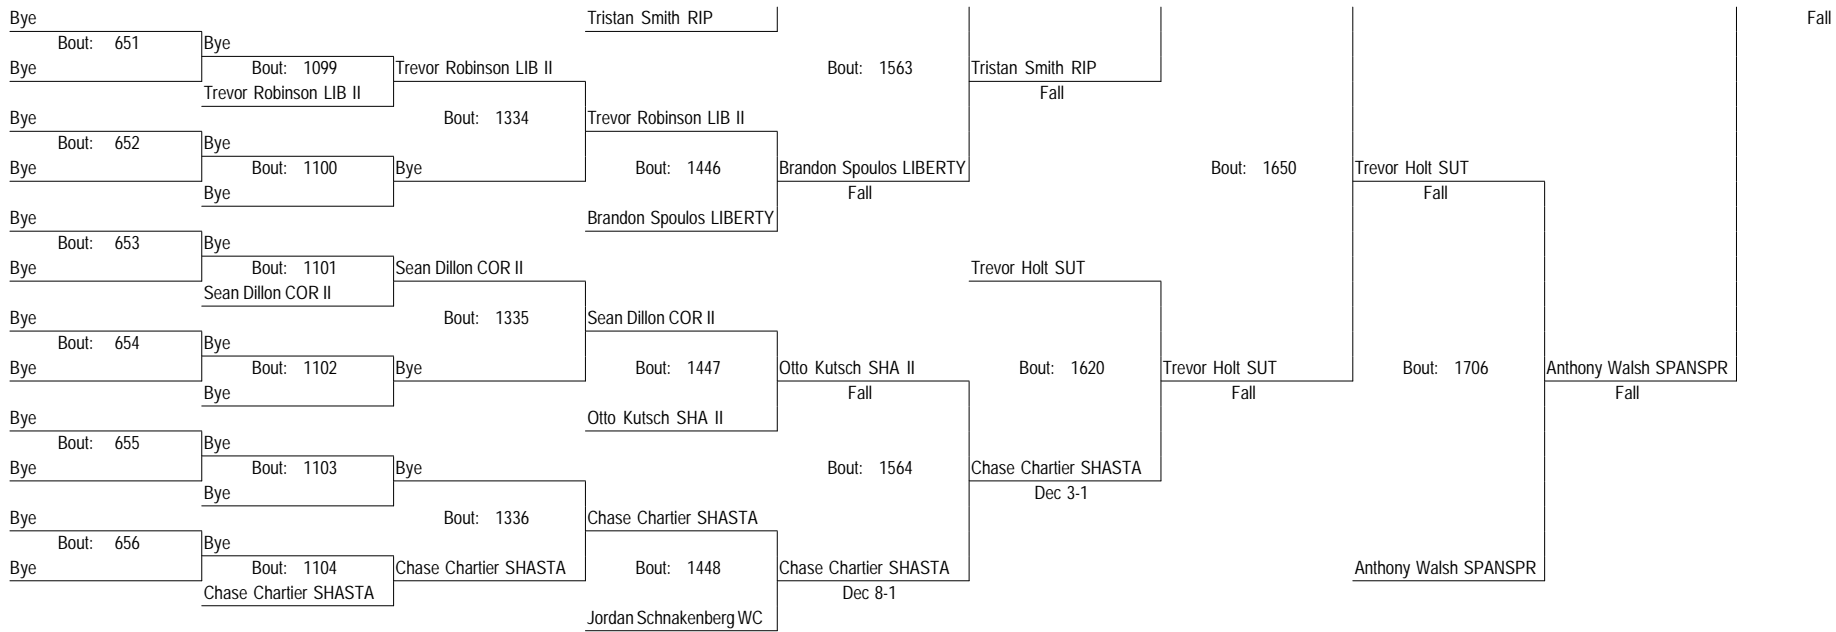 Bye Tristan Smith RIP Fall
Bout: 651 Bye
Bye Bout: 1099 Trevor Robinson LIB II Bout: 1563 Tristan Smith RIP
Trevor Robinson LIB II Fall
Bye Bout: 1334 Trevor Robinson LIB II
Bout: 652 Bye
Bye Bout: 1100 Bye Bout: 1446 Brandon Spoulos LIBERTY Bout: 1650 Trevor Holt SUT
Bye Fall Fall
Bye Brandon Spoulos LIBERTY
Bout: 653 Bye
Bye Bout: 1101 Sean Dillon COR II Trevor Holt SUT
Sean Dillon COR II
Bye Bout: 1335 Sean Dillon COR II
Bout: 654 Bye
Bye Bout: 1102 Bye Bout: 1447 Otto Kutsch SHA II Bout: 1620 Trevor Holt SUT Bout: 1706 Anthony Walsh SPANSPR
Bye Fall Fall Fall
Bye Otto Kutsch SHA II
Bout: 655 Bye
Bye Bout: 1103 Bye Bout: 1564 Chase Chartier SHASTA
Bye Dec 3-1
Bye Bout: 1336 Chase Chartier SHASTA
Bout: 656 Bye
Bye Bout: 1104 Chase Chartier SHASTA Bout: 1448 Chase Chartier SHASTA Anthony Walsh SPANSPR
Chase Chartier SHASTA Dec 8-1
Jordan Schnakenberg WC